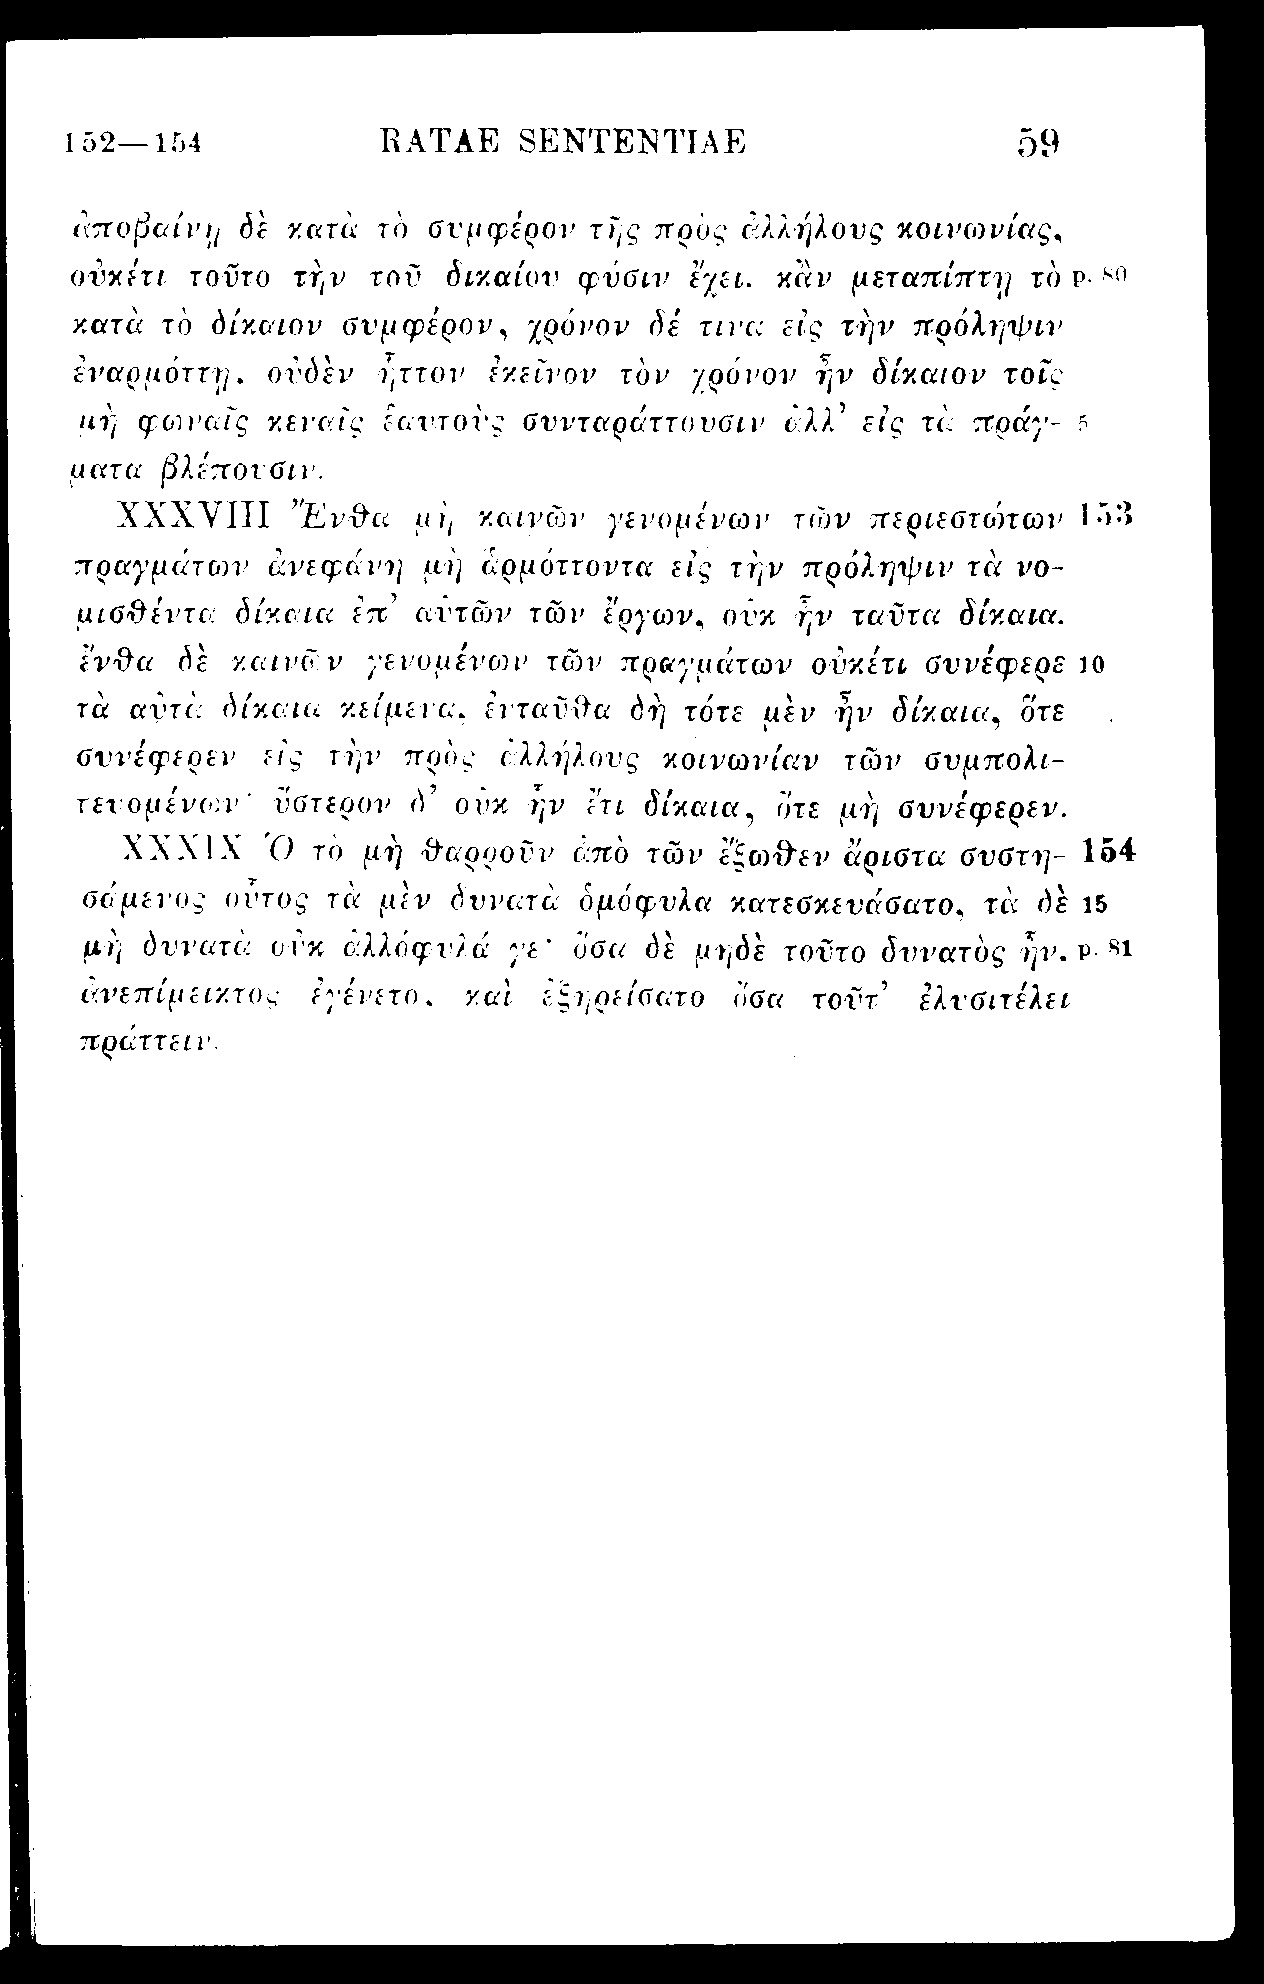 152—154 RATAE SENTENTIAE 59
ἀποβαίνῃ δὲ κατὰ τὸ συμφέρον τῆς πρὸς ἀλλήλους κοινωνίας,
οὐκέτι τοῦτο τὴν τοῦ δικαίου φύσιν ἔχει. κἂν μεταπίπτῃ τὸ p. 80
κατὰ τὸ δίκαιον συμφέρον, χρόνον δέ τινα εἰς τὴν πρόληψιν
ἐναρμόττῃ, οὐδὲν ἧττον ἐκεῖνον τὸν χρόνον ἦν δίκαιον τοῖς
μὴ φωναῖς κεναῖς ἑαυτοὺς συνταράττουσιν ἀλλ’ εἰς τὰ πράγ- 5
ματα βλέπουσιν.
XXXVIII Ἔνθα μὴ καινῶν γενομένων τῶν περιεστώτων 153
πραγμάτων ἀνεφάνη μὴ ἁρμόττοντα εἰς τὴν πρόληψιν τὰ νο-
μισθέντα δίκαια ἐπ’ αὐτῶν τῶν ἔργων, οὐκ ἦν ταῦτα δίκαια.
ἔνθα δὲ καινῶν γενομένων τῶν πραγμάτων οὐκέτι συνέφερε 10
τὰ αὐτὰ δίκαια κείμενα, ἐνταῦθα δὴ τότε μὲν ἦν δίκαια, ὅτε
συνέφερεν εἰς τὴν πρὸς ἀλλήλους κοινωνίαν τῶν συμπολι-
τευομένων· ὕστερον δ’ οὐκ ἦν ἔτι δίκαια, ὅτε μὴ συνέφερεν.
XXXIX Ὁ τὸ μὴ θαρροῦν ἀπὸ τῶν ἔξωθεν ἄριστα συστη- 154
σάμενος οὗτος τὰ μὲν δυνατὰ ὁμόφυλα κατεσκευάσατο, τὰ δὲ 15
μὴ δυνατὰ οὐκ ἀλλόφυλά γε· ὅσα δὲ μηδὲ τοῦτο δυνατὸς ἦν, p. 81
ἀνεπίμεικτος ἐγένετο, καὶ ἐξηρείσατο ὅσα τοῦτ’ ἐλυσιτέλει
πράττειν.